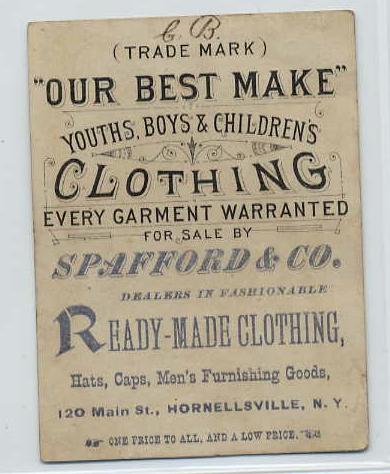 C. B.
(TRADE MARK)
"OUR BEST MAKE"
YOUTHS, BOYS & CHILDREN'S
CLOTHING
EVERY GARMENT WARRANTED
FOR SALE BY
SPAFFORD & CO.
DEALERS IN FASHIONABLE
READY-MADE CLOTHING,
Hats, Caps, Men's Furnishing Goods,
120 Main St., HORNELLSVILLE, N. Y.
ONE PRICE TO ALL, AND A LOW PRICE.